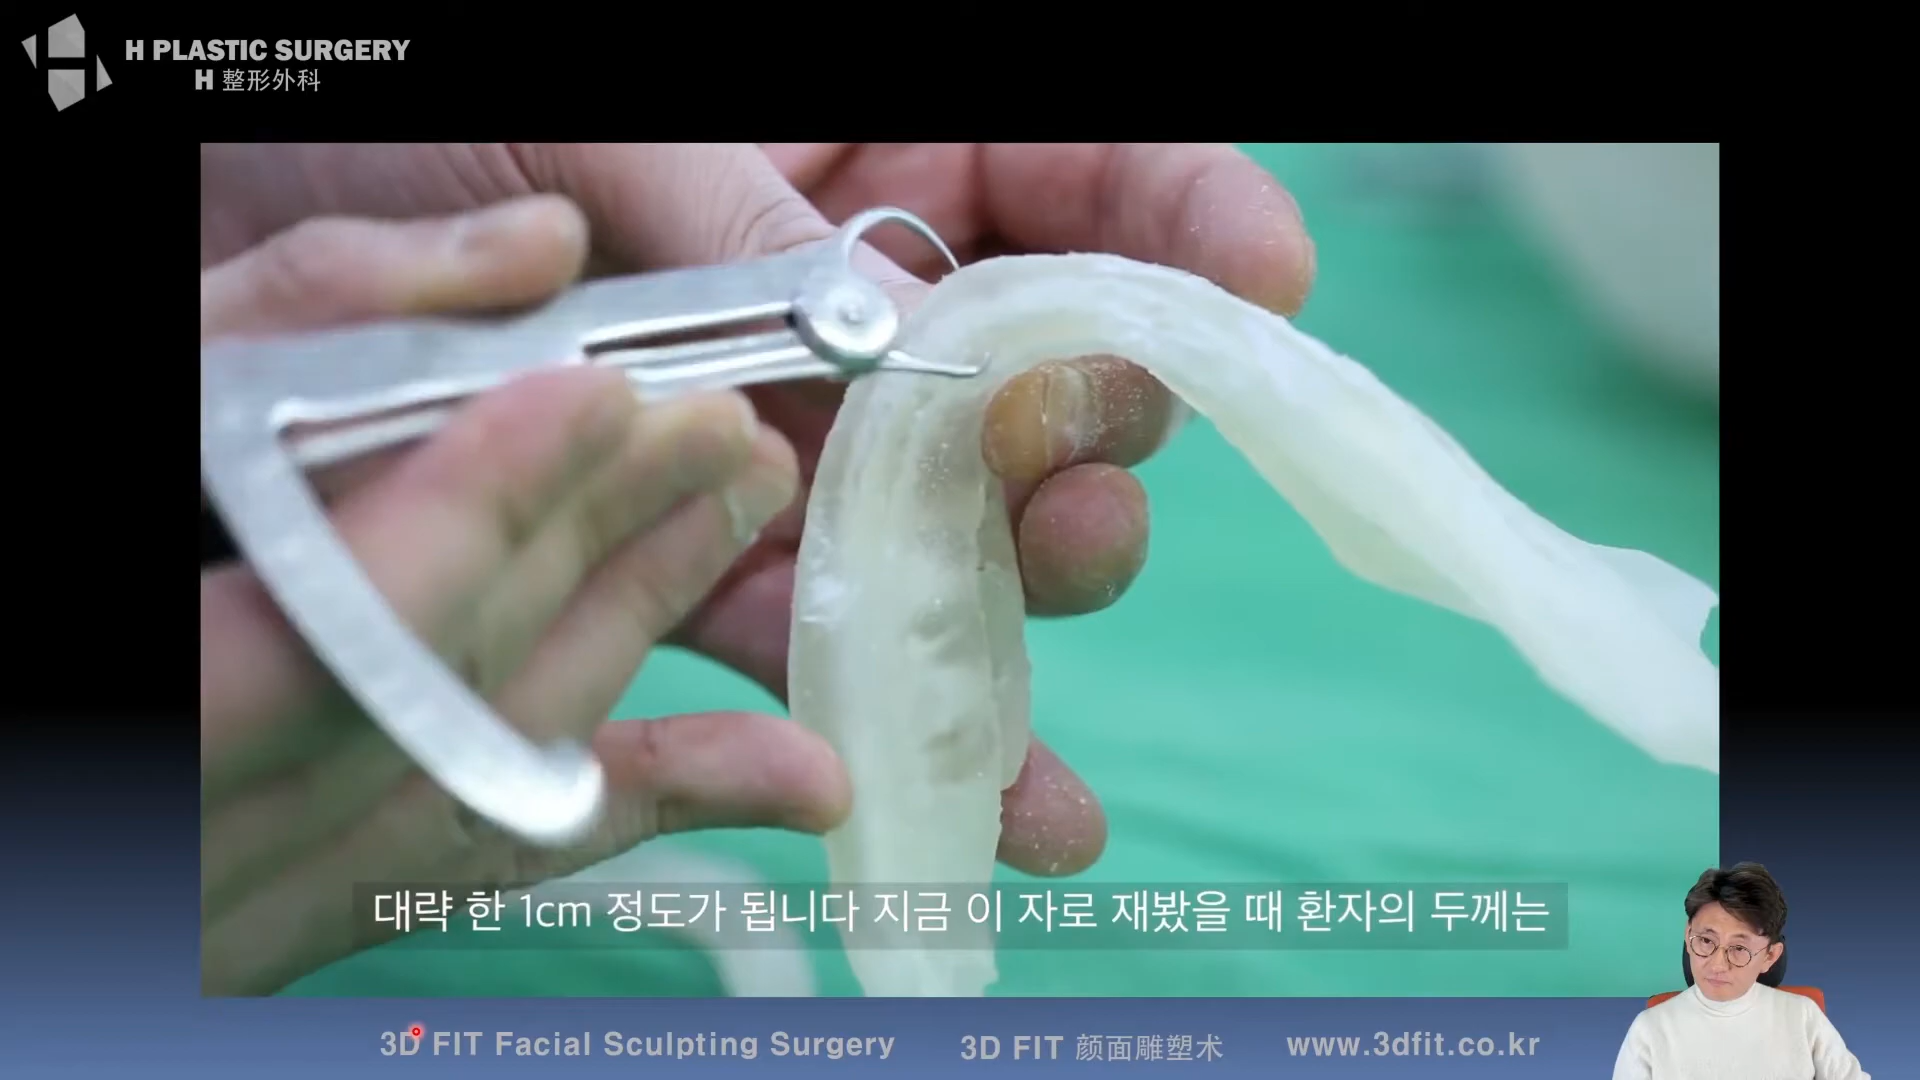 H PLASTIC SURGERY
H 整形外科
대략 한 1cm 정도가 됩니다 지금 이 자로 재봤을 때 환자의 두께는
3D FIT Facial Sculpting Surgery 3D FIT 颜面雕塑术 www.3dfit.co.kr